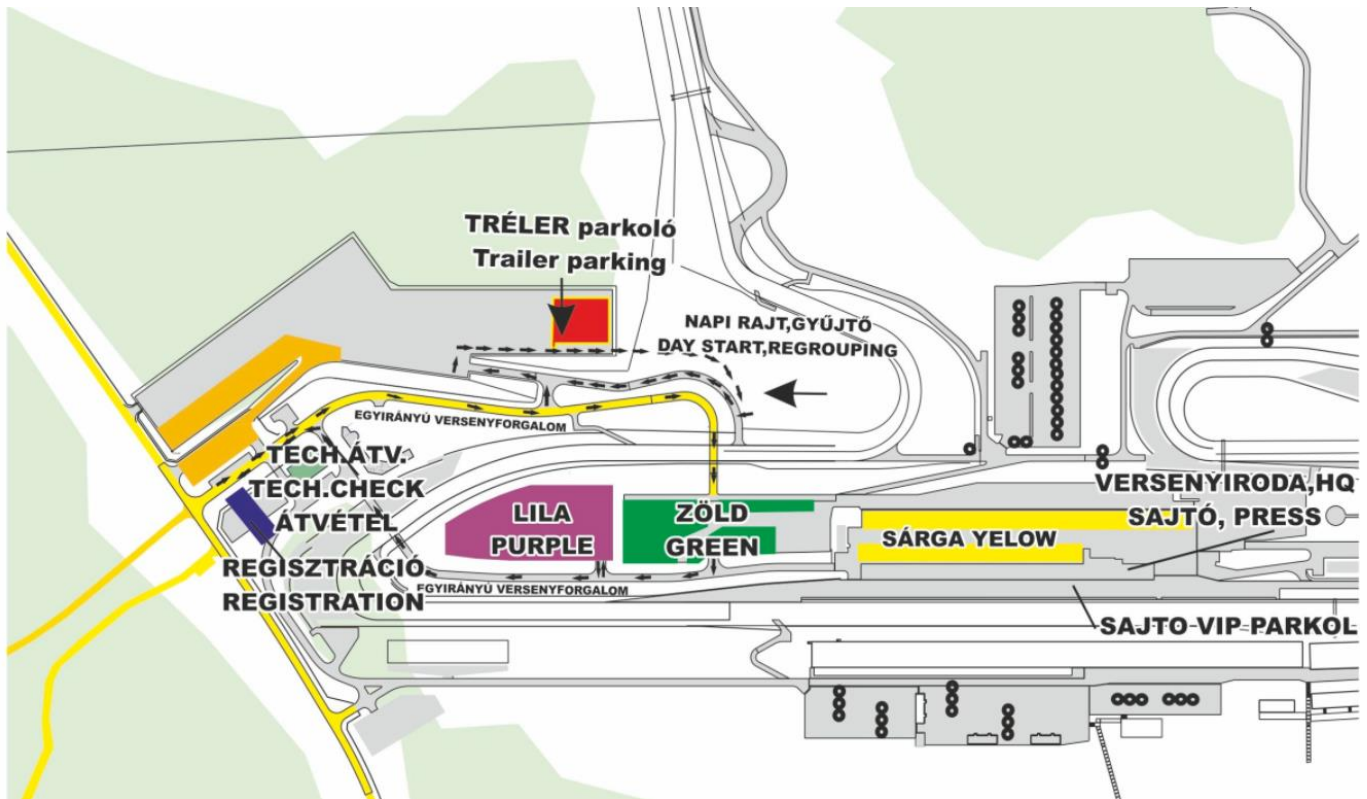 TRÉLER parkoló
Trailer parking
NAPI RAJT,GYŰJTŐ
DAY START,REGROUPING
EGYIRÁNYÚ VERSENYFORGALOM
TECH.ÁTV.
TECH.CHECK
ÁTVÉTEL
REGISZTRÁCIÓ
REGISTRATION
LILA
PURPLE
ZÖLD
GREEN
SÁRGA YELOW
VERSENYIRODA,HQ
SAJTÓ, PRESS
EGYIRÁNYÚ VERSENYFORGALOM
SAJTO VIP PARKOL